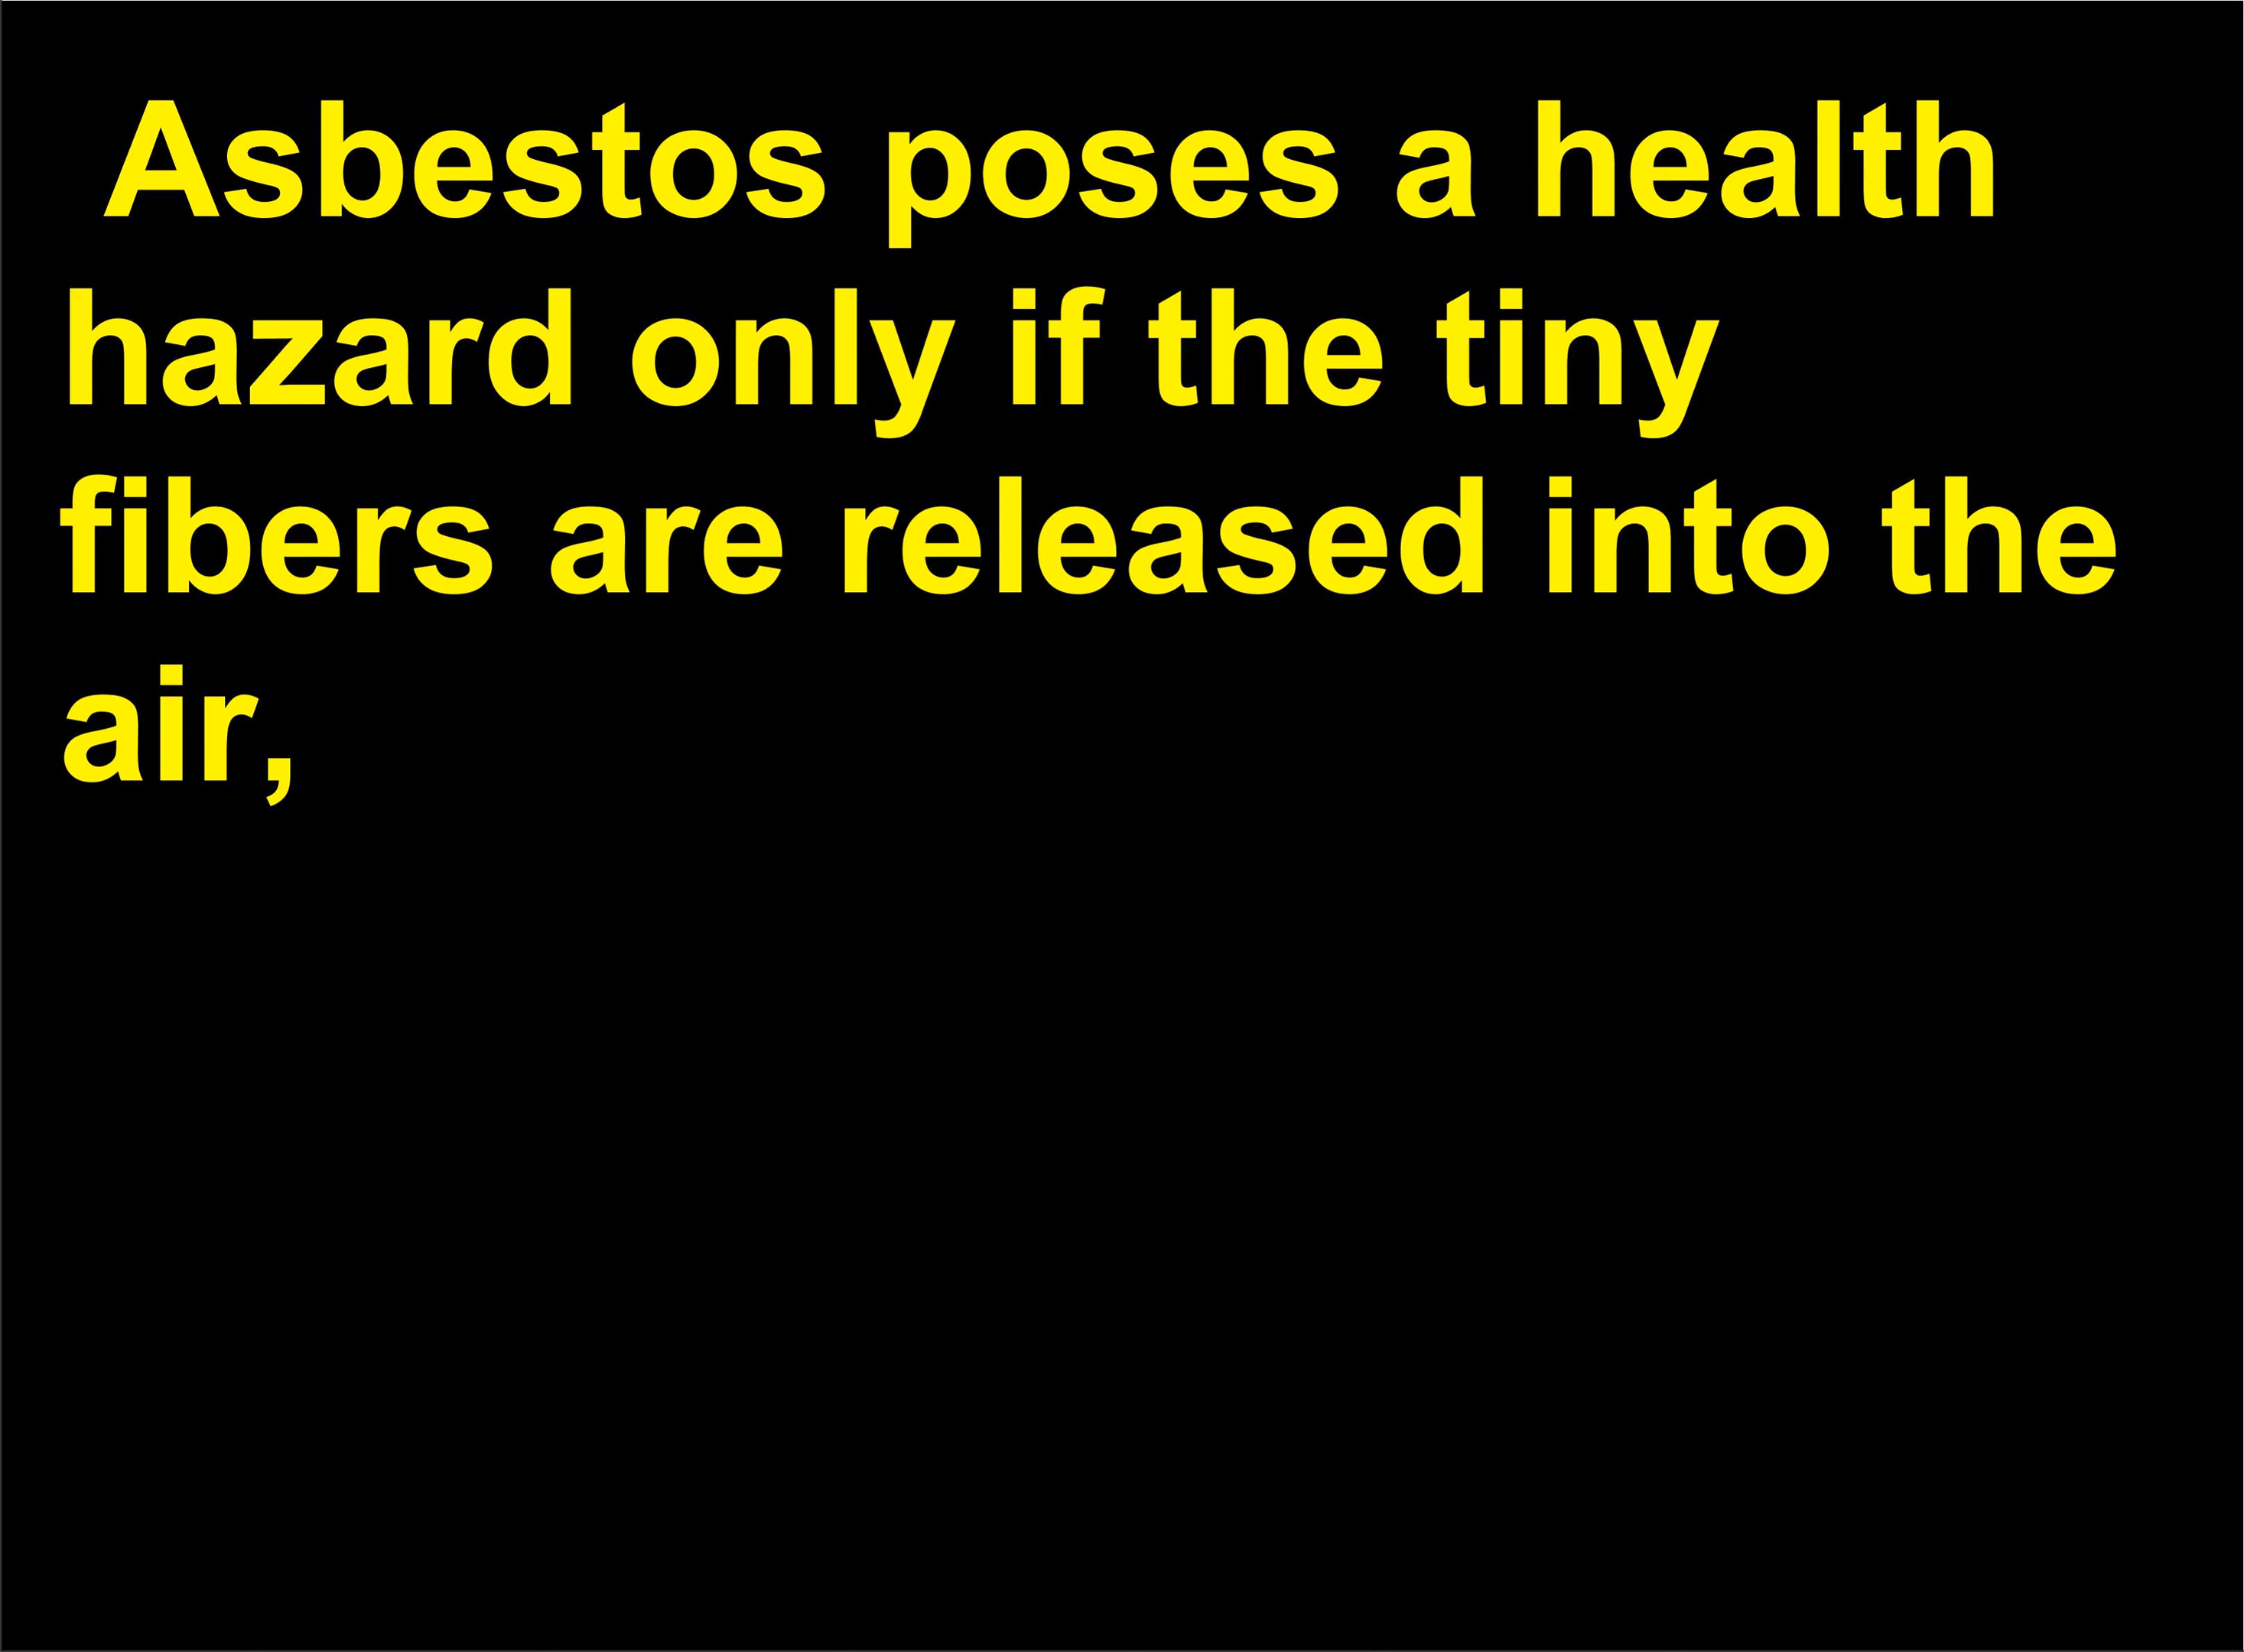 Asbestos poses a health
hazard only if the tiny
fibers are released into the
air,